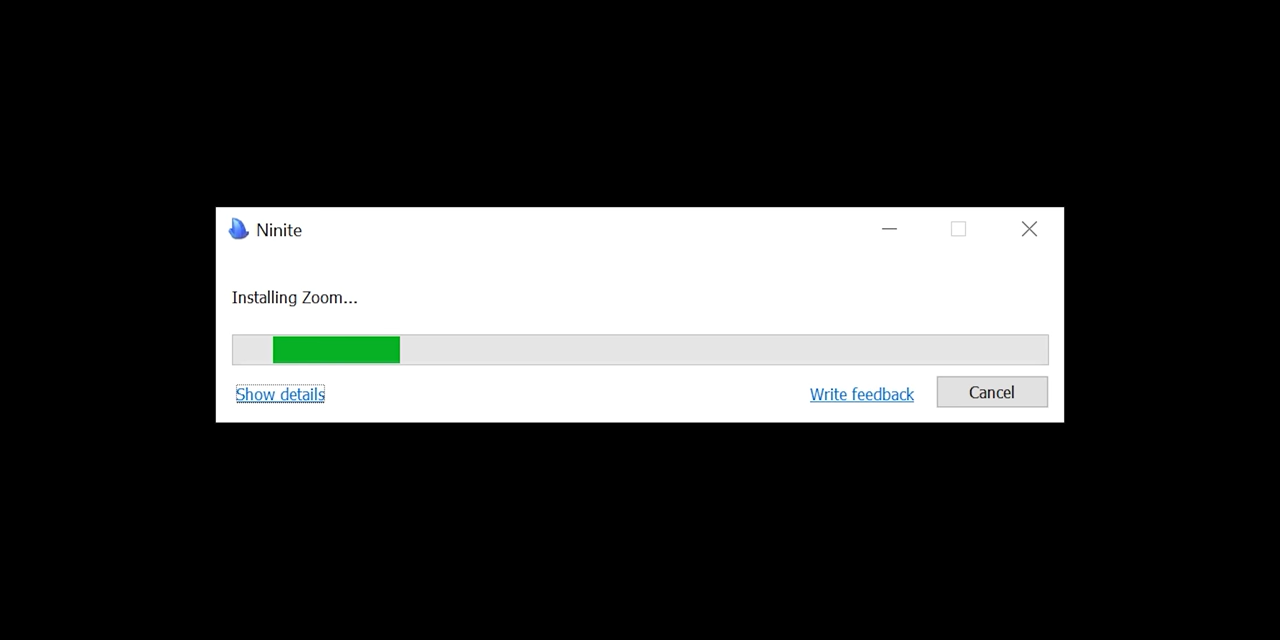 Ninite
Installing Zoom...
Show details
Write feedback
Cancel